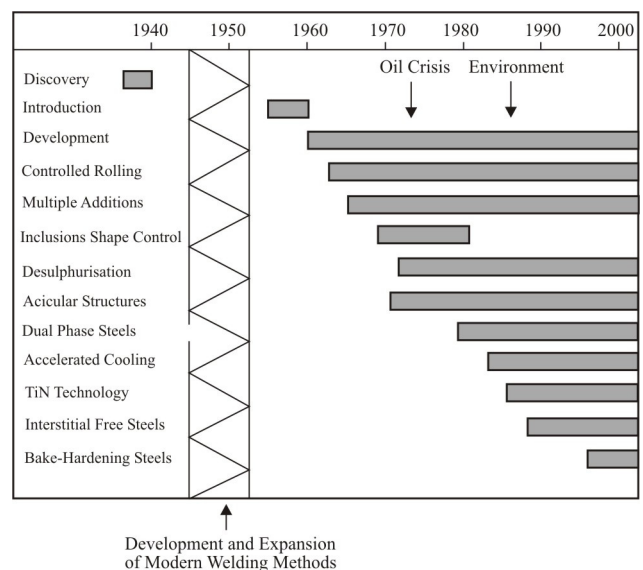 1940 1950 1960 1970 1980 1990 2000
Oil Crisis Environment
Discovery
Introduction
Development
Controlled Rolling
Multiple Additions
Inclusions Shape Control
Desulphurisation
Acicular Structures
Dual Phase Steels
Accelerated Cooling
TiN Technology
Interstitial Free Steels
Bake-Hardening Steels
Development and Expansion
of Modern Welding Methods